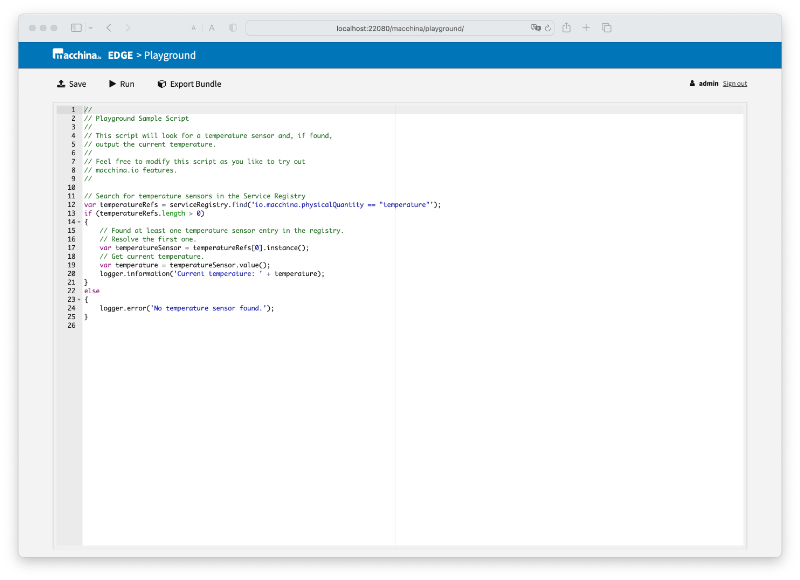 localhost:22080/macchina/playground/
macchina.io EDGE > Playground
Save Run Export Bundle admin Sign out
1 //
2 // Playground Sample Script
3 //
4 // This script will look for a temperature sensor and, if found,
5 // output the current temperature.
6 //
7 // Feel free to modify this script as you like to try out
8 // macchina.io features.
9 //
10
11 // Search for temperature sensors in the Service Registry
12 var temperatureRefs = serviceRegistry.find('io.macchina.physicalQuantity == "temperature"');
13 if (temperatureRefs.length > 0)
14 {
15 // Found at least one temperature sensor entry in the registry.
16 // Resolve the first one.
17 var temperatureSensor = temperatureRefs[0].instance();
18 // Get current temperature.
19 var temperature = temperatureSensor.value();
20 logger.information('Current temperature: ' + temperature);
21 }
22 else
23 {
24 logger.error('No temperature sensor found.');
25 }
26